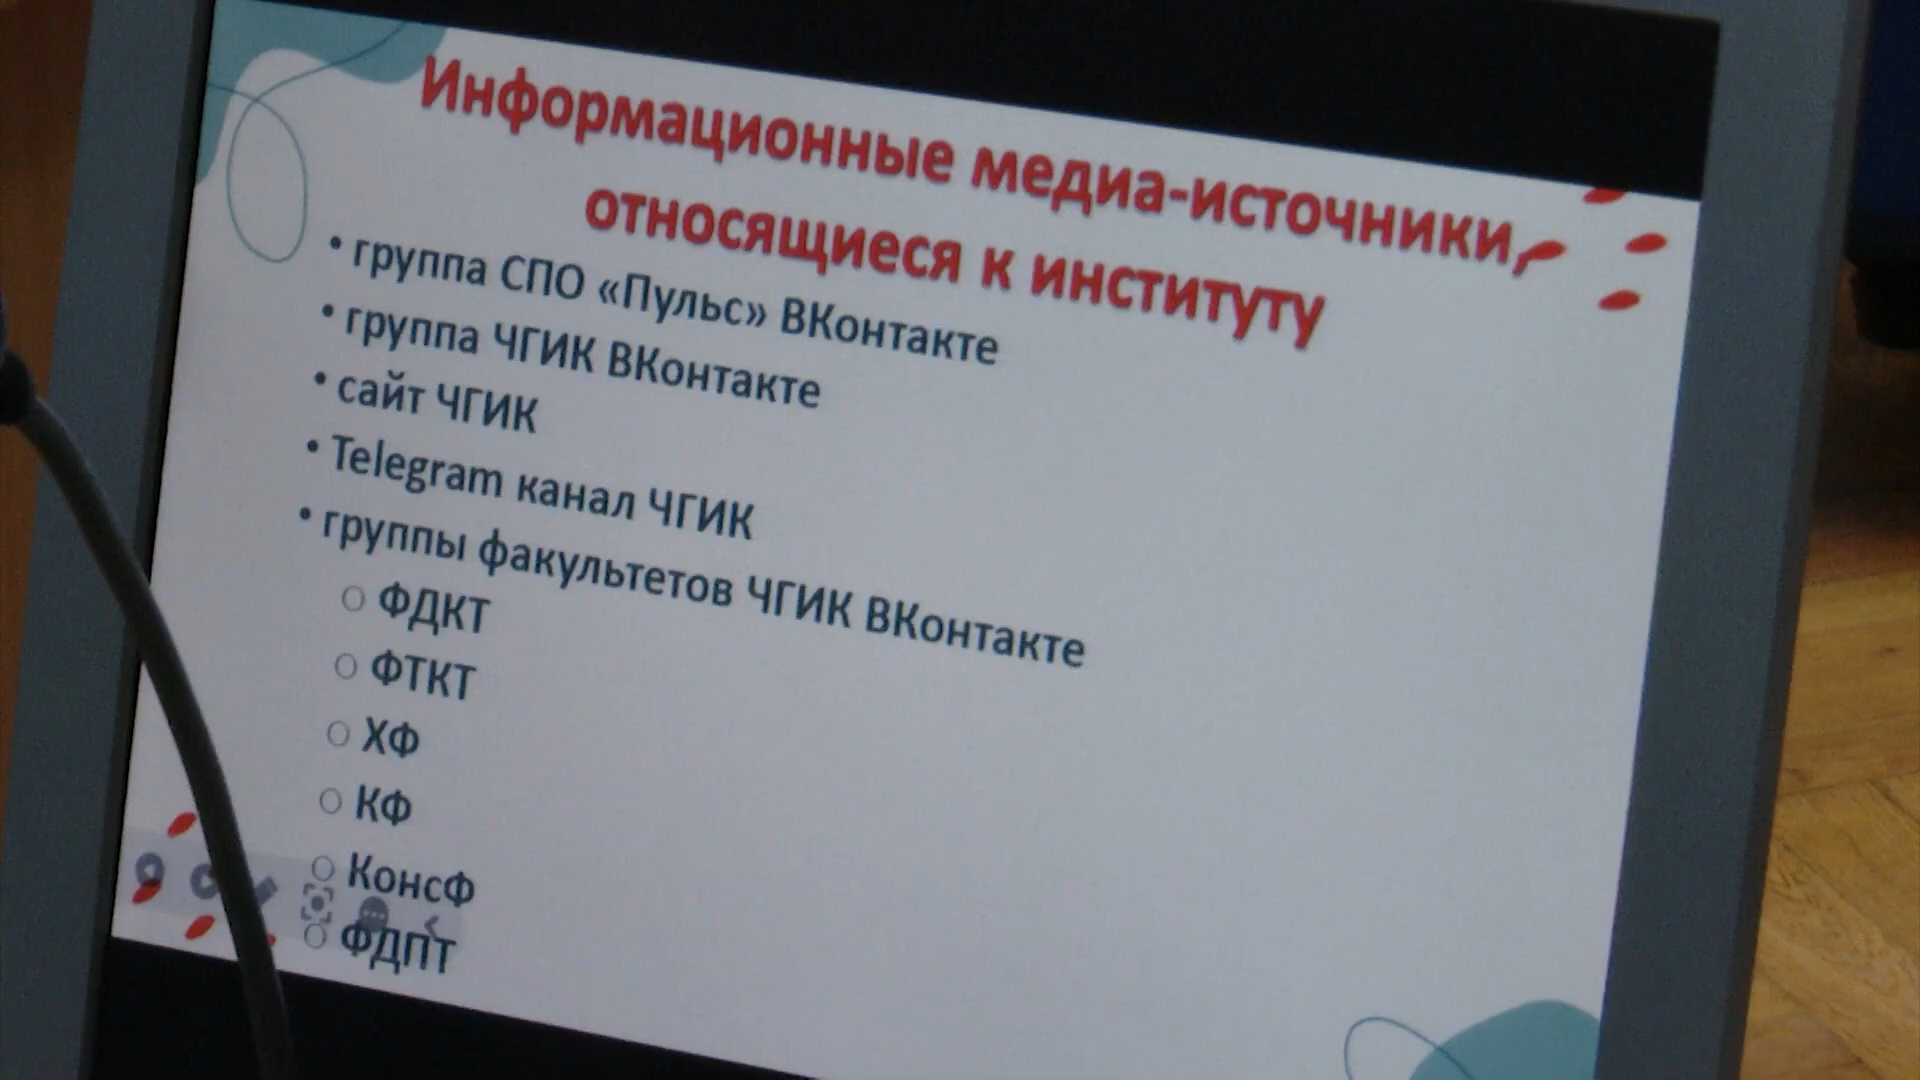 Информационные медиа-источники,
относящиеся к институту
• группа СПО «Пульс» ВКонтакте
• группа ЧГИК ВКонтакте
• сайт ЧГИК
• Telegram канал ЧГИК
• группы факультетов ЧГИК ВКонтакте
○ ФДКТ
○ ФТКТ
○ ХФ
○ КФ
○ КонсФ
○ ФДПТ